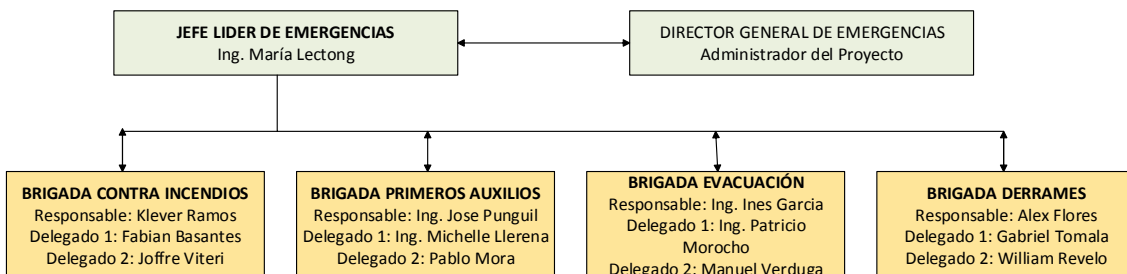 JEFE LIDER DE EMERGENCIAS
Ing. María Lectong
DIRECTOR GENERAL DE EMERGENCIAS
Administrador del Proyecto
BRIGADA CONTRA INCENDIOS
Responsable: Klever Ramos
Delegado 1: Fabian Basantes
Delegado 2: Joffre Viteri
BRIGADA PRIMEROS AUXILIOS
Responsable: Ing. Jose Punguil
Delegado 1: Ing. Michelle Llerena
Delegado 2: Pablo Mora
BRIGADA EVACUACIÓN
Responsable: Ing. Ines Garcia
Delegado 1: Ing. Patricio
Morocho
Delegado 2: Manuel Verduga
BRIGADA DERRAMES
Responsable: Alex Flores
Delegado 1: Gabriel Tomala
Delegado 2: William Revelo